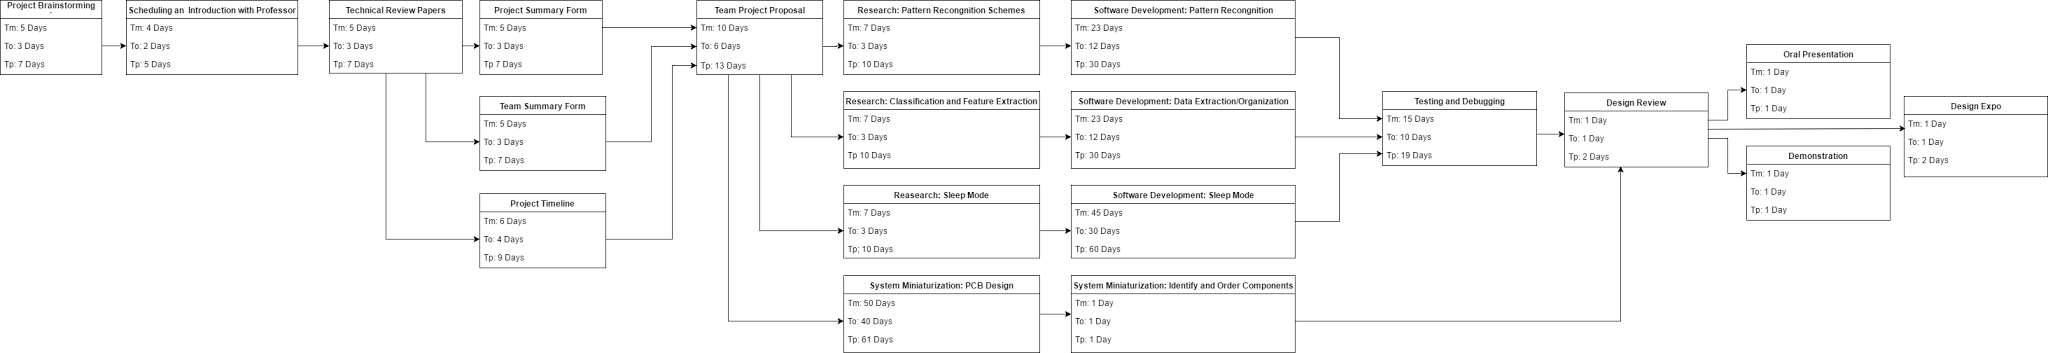 Project Brainstorming
Tm: 5 Days
To: 3 Days
Tp: 7 Days
Scheduling an Introduction with Professor
Tm: 4 Days
To: 2 Days
Tp: 5 Days
Technical Review Papers
Tm: 5 Days
To: 3 Days
Tp: 7 Days
Project Summary Form
Tm: 5 Days
To: 3 Days
Tp 7 Days
Team Summary Form
Tm: 5 Days
To: 3 Days
Tp: 7 Days
Project Timeline
Tm: 6 Days
To: 4 Days
Tp: 9 Days
Team Project Proposal
Tm: 10 Days
To: 6 Days
Tp: 13 Days
Research: Pattern Recongnition Schemes
Tm: 7 Days
To: 3 Days
Tp: 10 Days
Software Development: Pattern Recongnition
Tm: 23 Days
To: 12 Days
Tp: 30 Days
Research: Classification and Feature Extraction
Tm: 7 Days
To: 3 Days
Tp 10 Days
Software Development: Data Extraction/Organization
Tm: 23 Days
To: 12 Days
Tp: 30 Days
Reasearch: Sleep Mode
Tm: 7 Days
To: 3 Days
Tp; 10 Days
Software Development: Sleep Mode
Tm: 45 Days
To: 30 Days
Tp: 60 Days
System Miniaturization: PCB Design
Tm: 50 Days
To: 40 Days
Tp: 61 Days
System Miniaturization: Identify and Order Components
Tm: 1 Day
To: 1 Day
Tp: 1 Day
Testing and Debugging
Tm: 15 Days
To: 10 Days
Tp: 19 Days
Design Review
Tm: 1 Day
To: 1 Day
Tp: 2 Days
Oral Presentation
Tm: 1 Day
To: 1 Day
Tp: 1 Day
Demonstration
Tm: 1 Day
To: 1 Day
Tp: 1 Day
Design Expo
Tm: 1 Day
To: 1 Day
Tp: 2 Days